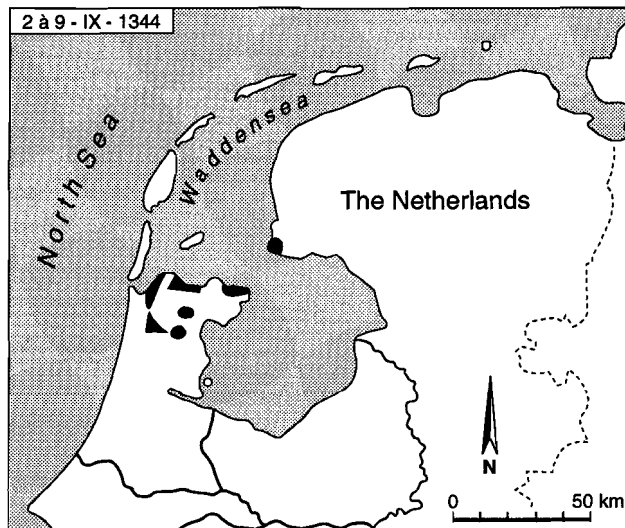 2 à 9 - IX - 1344
North Sea
Waddensea
The Netherlands
N
0 50 km